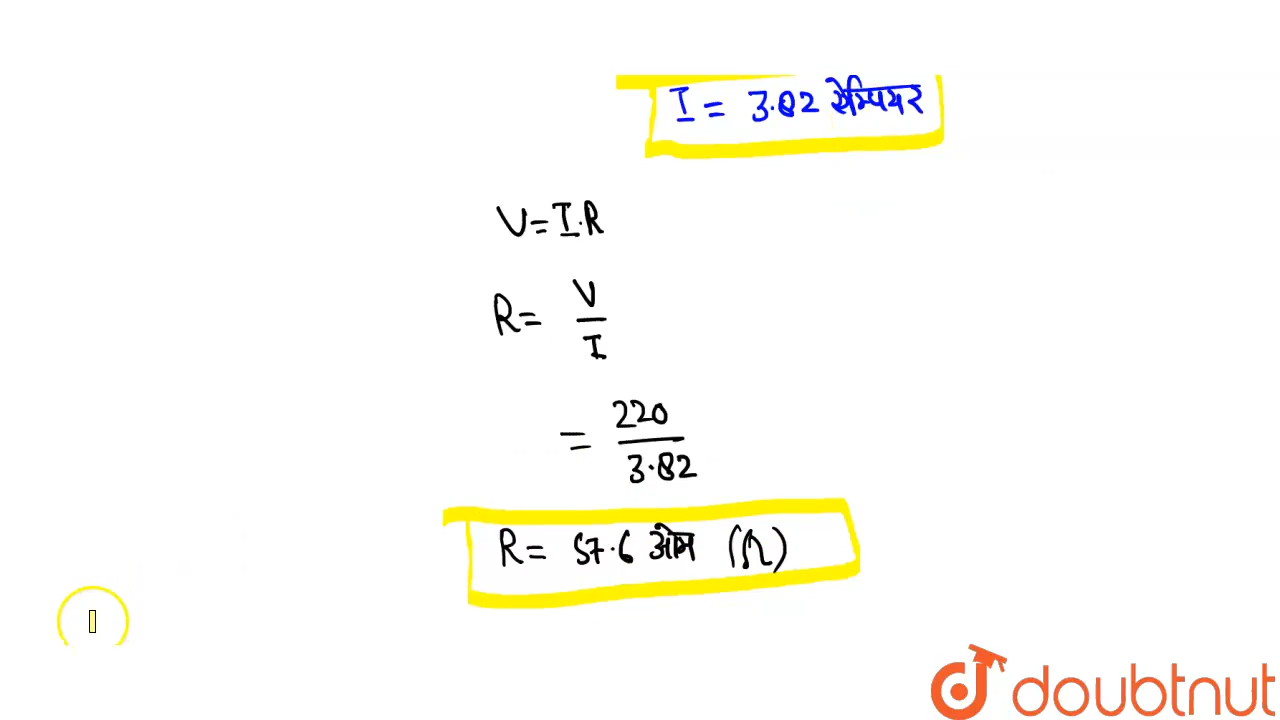 I = 3.82 ऐम्पियर
V = I.R
R = V
I
= 220
3.82
R = 57.6 ओम (Ω)
doubtnut